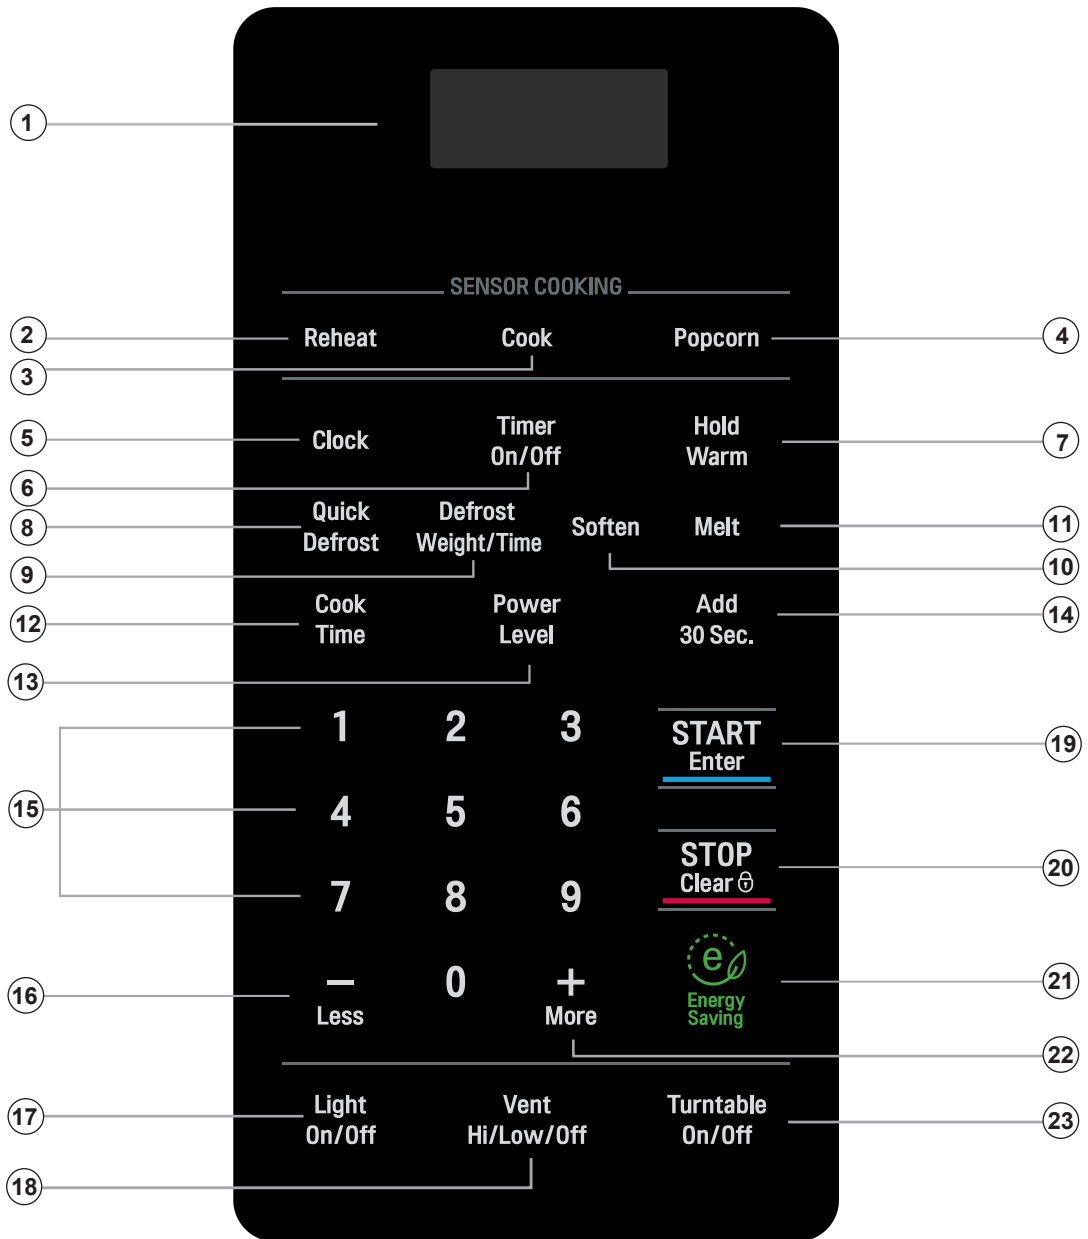 1
SENSOR COOKING
2
Reheat
Cook
Popcorn
4
3
5
Clock
Timer
On/Off
Hold
Warm
7
6
8
Quick
Defrost
Defrost
Weight/Time
Soften
Melt
11
9
10
12
Cook
Time
Power
Level
Add
30 Sec.
14
13
1
2
3
START
Enter
19
15
4
5
6
STOP
Clear
20
7
8
9
16
−
Less
0
+
More
e
Energy
Saving
21
22
17
Light
On/Off
Vent
Hi/Low/Off
Turntable
On/Off
23
18